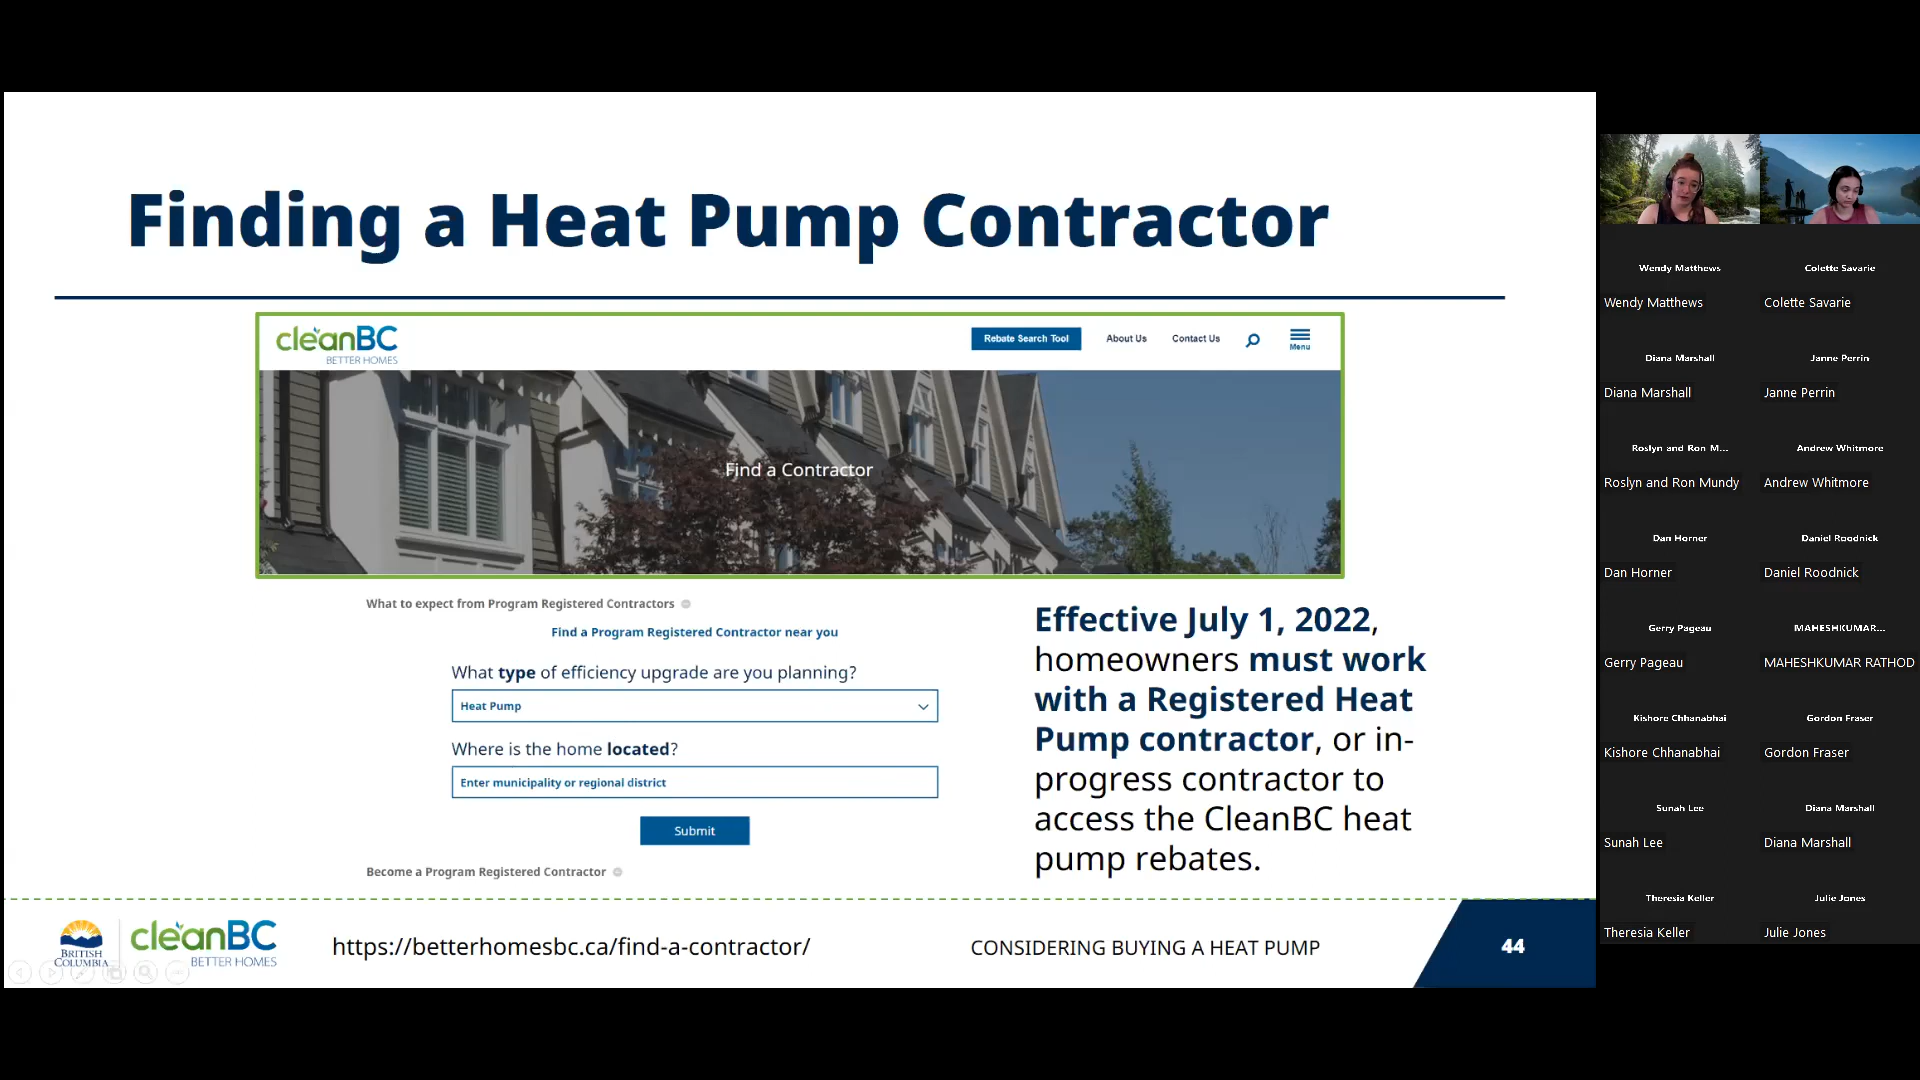 Finding a Heat Pump Contractor
cleanBC
BETTER HOMES
Rebate Search Tool
About Us
Contact Us
Menu
Find a Contractor
What to expect from Program Registered Contractors
Find a Program Registered Contractor near you
What type of efficiency upgrade are you planning?
Heat Pump
Where is the home located?
Enter municipality or regional district
Submit
Become a Program Registered Contractor
Effective July 1, 2022,
homeowners must work
with a Registered Heat
Pump contractor, or in-
progress contractor to
access the CleanBC heat
pump rebates.
BRITISH
COLUMBIA
cleanBC
BETTER HOMES
https://betterhomesbc.ca/find-a-contractor/
CONSIDERING BUYING A HEAT PUMP
44
Wendy Matthews
Wendy Matthews
Colette Savarie
Colette Savarie
Diana Marshall
Diana Marshall
Janne Perrin
Janne Perrin
Roslyn and Ron M...
Roslyn and Ron Mundy
Andrew Whitmore
Andrew Whitmore
Dan Horner
Dan Horner
Daniel Roodnick
Daniel Roodnick
Gerry Pageau
Gerry Pageau
MAHESHKUMAR...
MAHESHKUMAR RATHOD
Kishore Chhanabhai
Kishore Chhanabhai
Gordon Fraser
Gordon Fraser
Sunah Lee
Sunah Lee
Diana Marshall
Diana Marshall
Theresia Keller
Theresia Keller
Julie Jones
Julie Jones